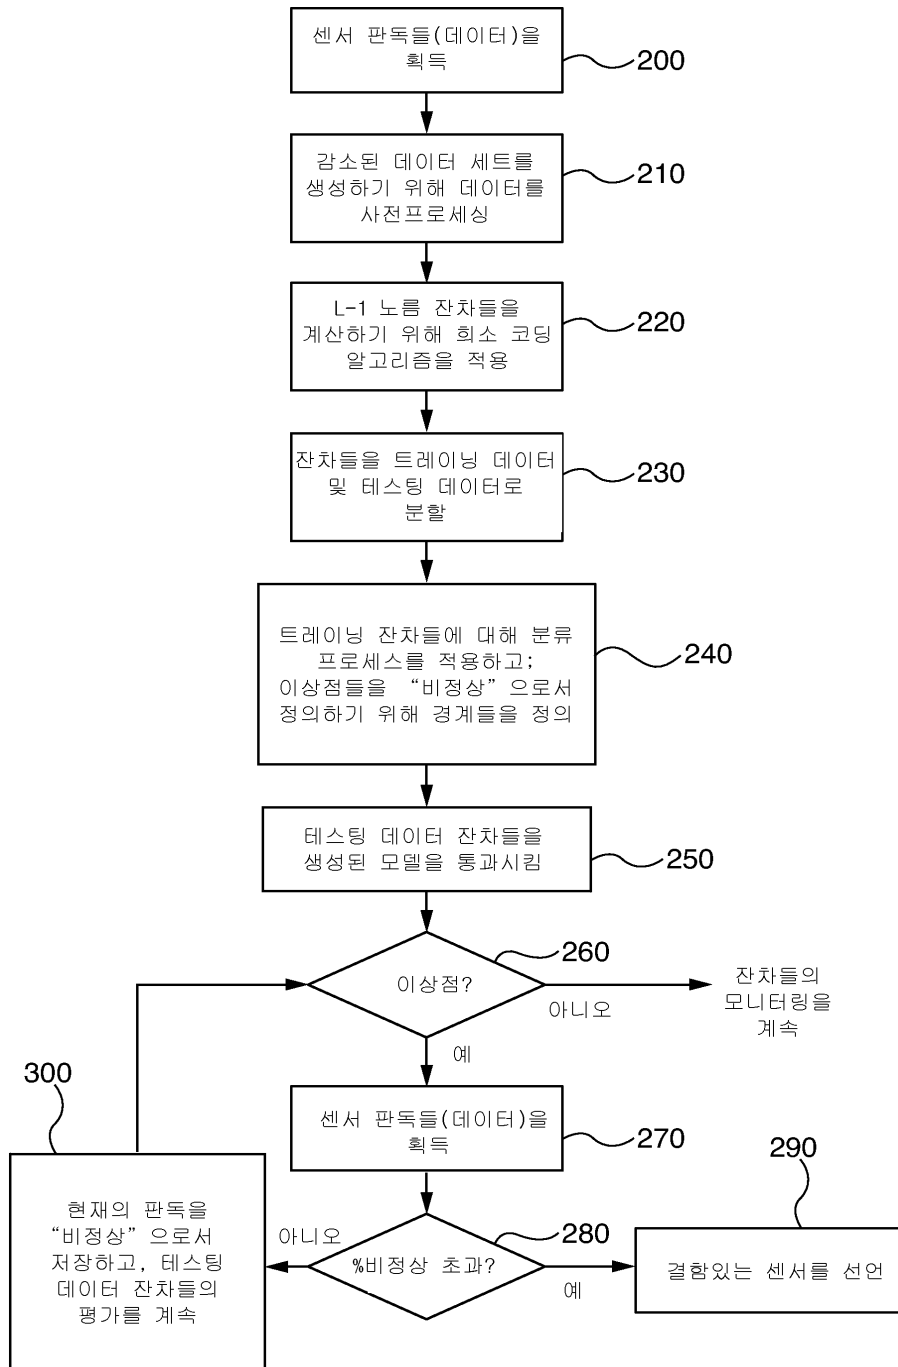 센서 판독들(데이터)을
획득
200
감소된 데이터 세트를
생성하기 위해 데이터를
사전프로세싱
210
L-1 노름 잔차들을
계산하기 위해 희소 코딩
알고리즘을 적용
220
잔차들을 트레이닝 데이터
및 테스팅 데이터로
분할
230
트레이닝 잔차들에 대해 분류
프로세스를 적용하고;
이상점들을 “비정상”으로서
정의하기 위해 경계들을 정의
240
테스팅 데이터 잔차들을
생성된 모델을 통과시킴
250
이상점?
260
아니오
잔차들의
모니터링을
계속
예
센서 판독들(데이터)을
획득
270
%비정상 초과?
280
예
결함있는 센서를 선언
290
아니오
300
현재의 판독을
“비정상”으로서
저장하고, 테스팅
데이터 잔차들의
평가를 계속